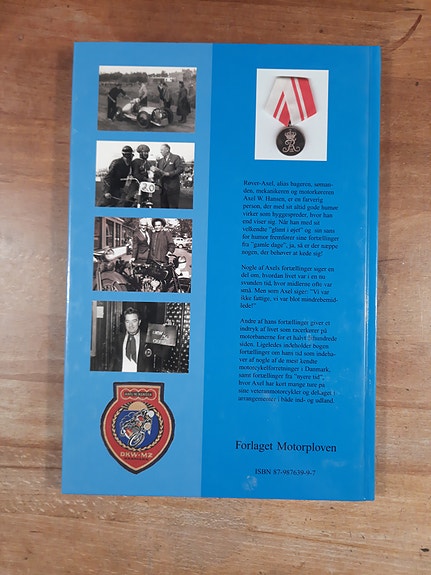 Røver-Axel, alias bageren, søman-
den, mekanikeren og motorkøreren
Axel W. Hansen, er en farverig
person, der med sit altid gode humør
virker som hyggespreder, hvor han
end viser sig. Når han med sit
velkendte "glimt i øjet" og stor sans
for humor fremfører sine fortællinger
fra "gamle dage", ja, så er der næppe
nogen, der behøver at kede sig!
Nogle af Axels fortællinger siger en
del om, hvordan livet var i en nu
svunden tid, hvor midlerne ofte var
små. Men som Axel siger: "Vi var
ikke fattige, vi var blot mindrebemid-
lede!"
Andre af hans fortællinger giver et
indtryk af livet som racerkører på
motorbanerne for et halvt århundrede
siden. Ligeledes indeholder bogen
fortællinger om hans tid som indeha-
ver af nogle af de mest kendte
motorcykelforretninger i Danmark,
samt fortællinger fra "nyere tid",
hvor Axel har kørt mange ture på
sine veteranmotorcykler og deltaget i
arrangementer i både ind- og udland.
20
DKW-MZ
Forlaget Motorploven
ISBN 87-987639-9-7